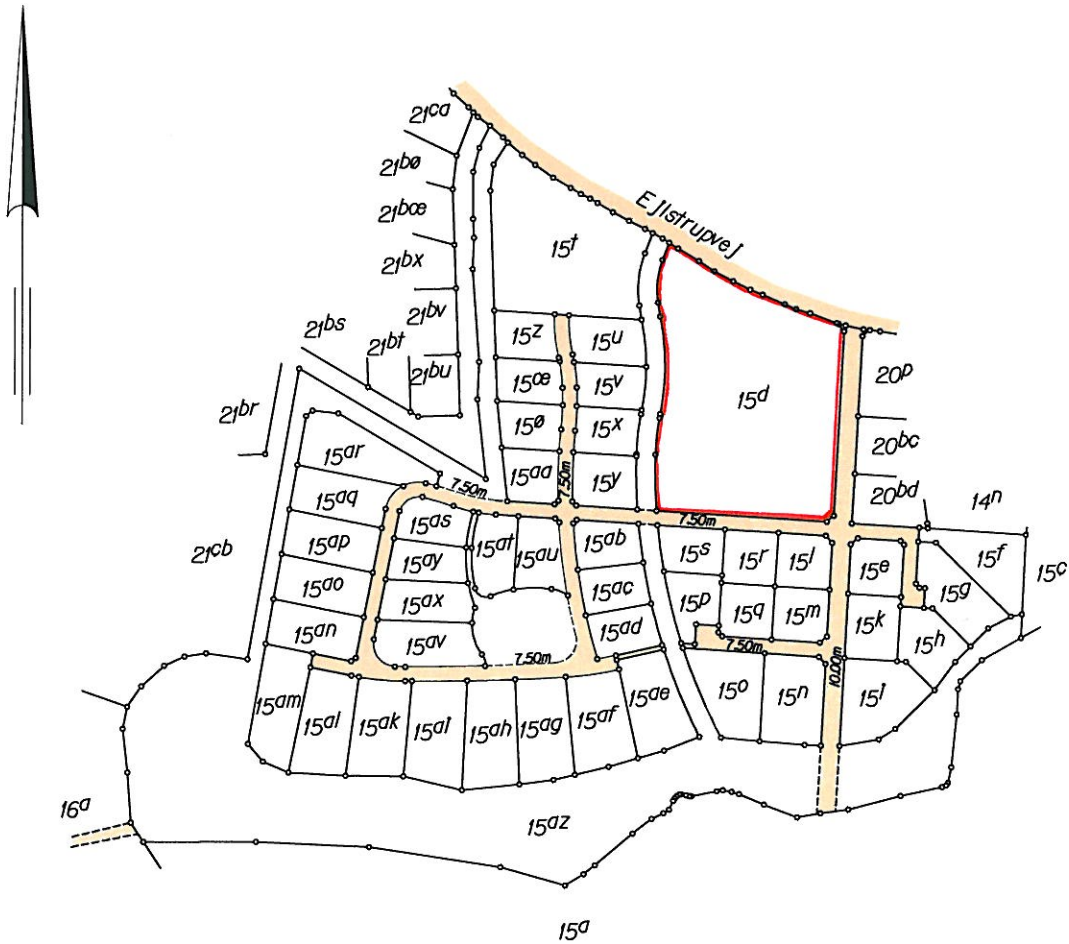 21ca
21bø
21bœ
21bx
21bv
21bs
21bt
21bu
21br
21cb
Ejlstrupvej
15t
15d
15z
15u
15œ
15v
15ø
15x
15aa
15y
20p
20bc
20bd
14n
7.50m
7.50m
7.50m
15ar
15aq
15ap
15ao
15an
15as
15at
15au
15ay
15ax
15av
15ab
15ac
15ad
15s
15r
15l
15e
15f
15g
15c
15p
15q
15m
15k
15h
7.50m
7.50m
10.00m
15o
15n
15i
15am
15al
15ak
15ai
15ah
15ag
15af
15ae
16a
15az
15a